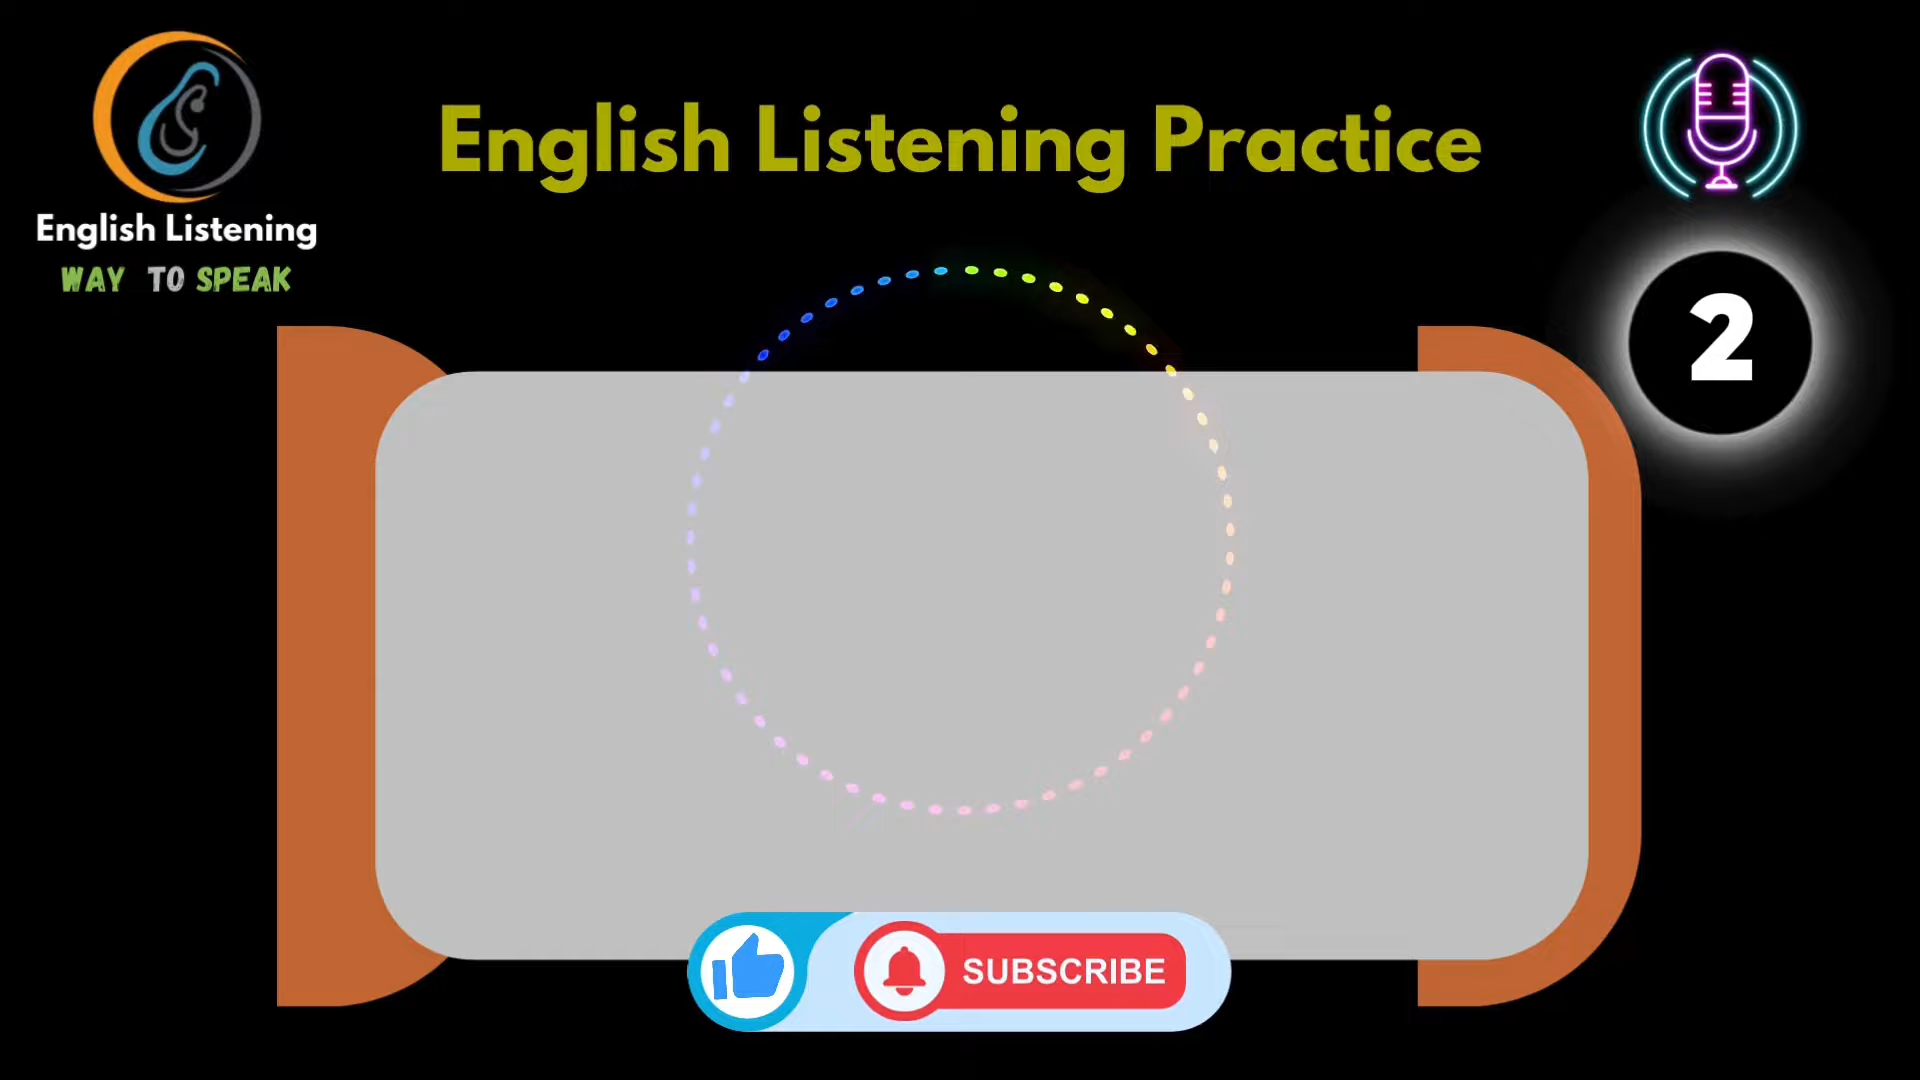 English Listening Practice
English Listening
WAY TO SPEAK
2
SUBSCRIBE